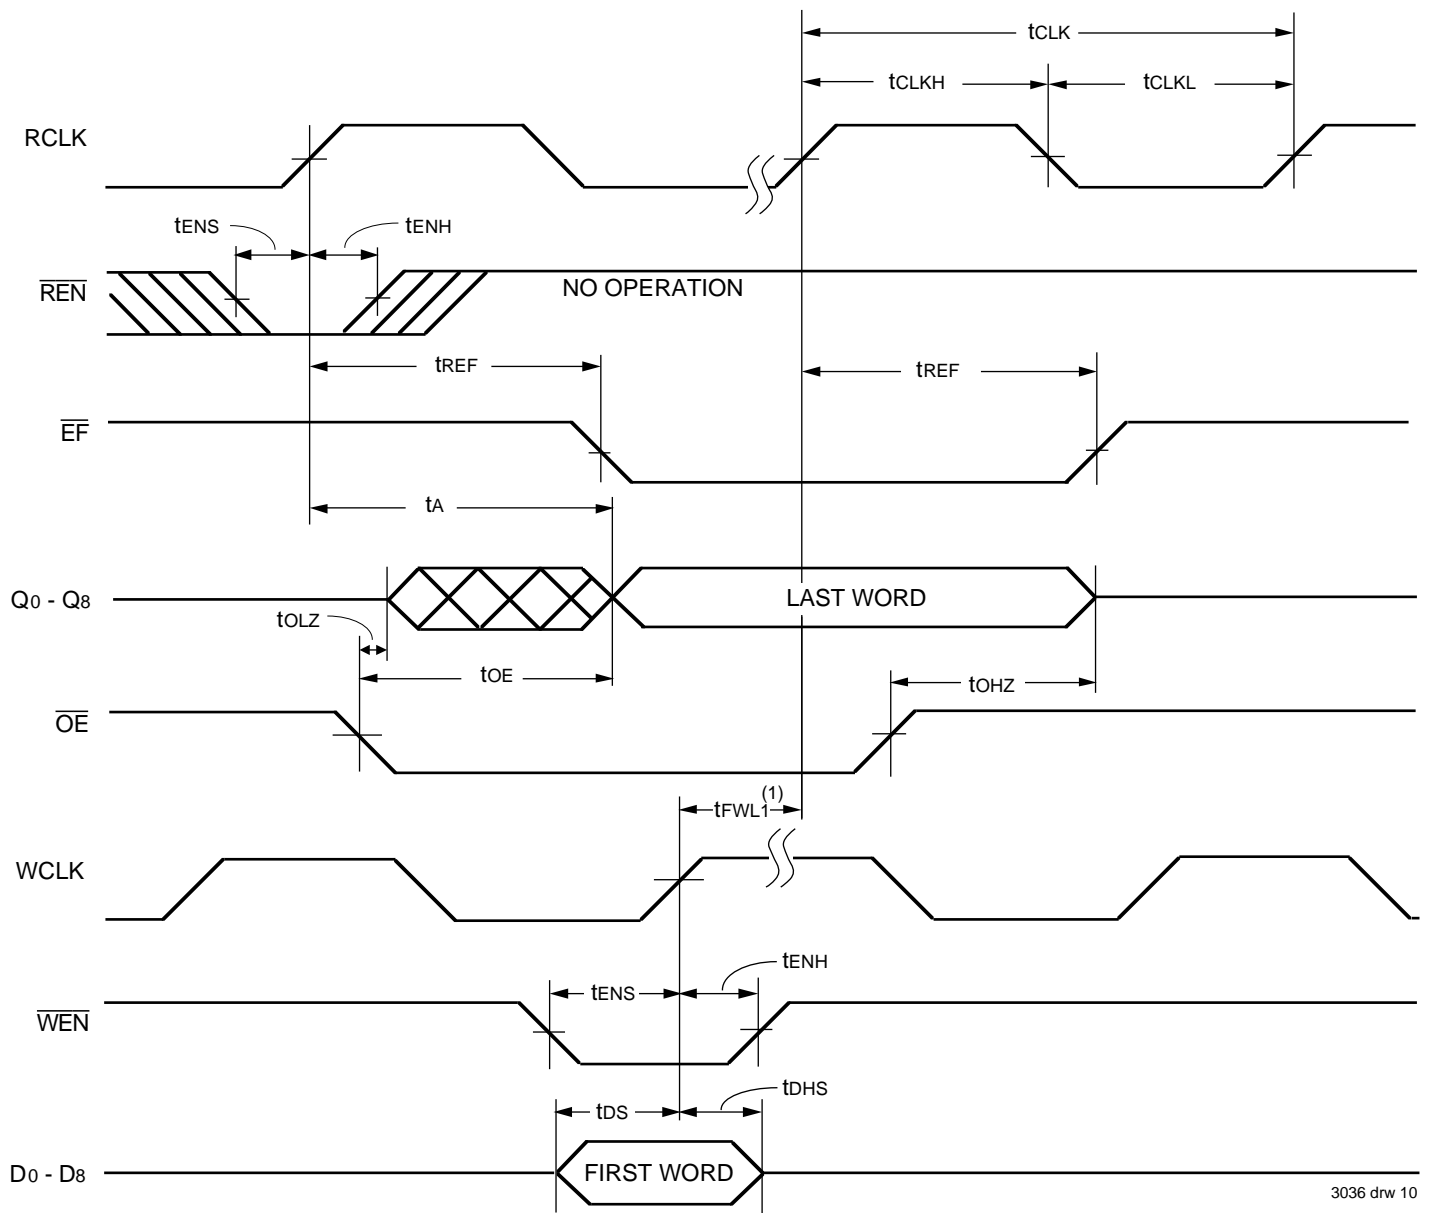 tCLK
tCLKH
tCLKL
RCLK
tENS
tENH
REN
NO OPERATION
tREF
tREF
EF
tA
Q0 - Q8
LAST WORD
tOLZ
tOE
tOHZ
OE
tFWL1(1)
WCLK
tENH
tENS
WEN
tDHS
tDS
D0 - D8
FIRST WORD
3036 drw 10